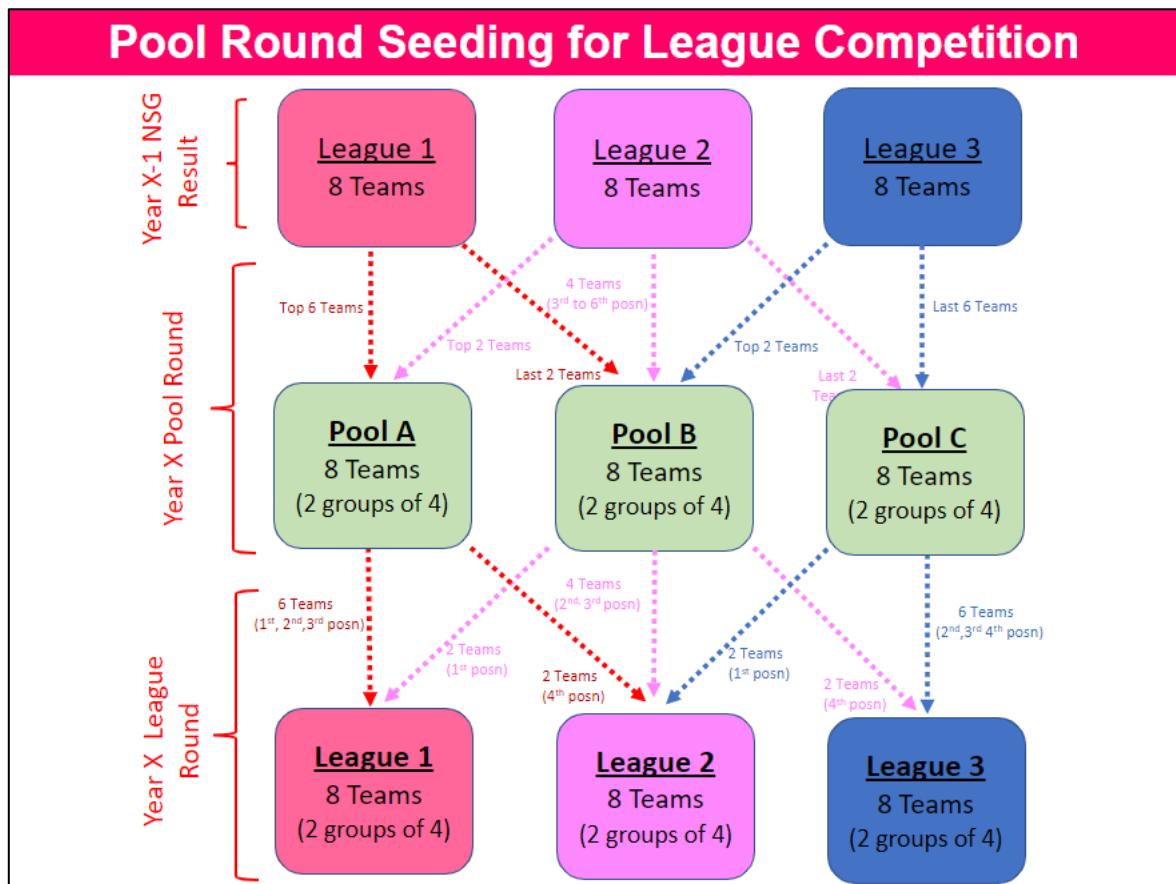 Pool Round Seeding for League Competition
Year X-1 NSG
Result
League 1
8 Teams
League 2
8 Teams
League 3
8 Teams
Year X Pool Round
Top 6 Teams
Top 2 Teams
Last 2 Teams
4 Teams
(3rd to 6th posn)
Top 2 Teams
Last 2
Tea
Last 6 Teams
Pool A
8 Teams
(2 groups of 4)
Pool B
8 Teams
(2 groups of 4)
Pool C
8 Teams
(2 groups of 4)
Year X League
Round
6 Teams
(1st, 2nd,3rd posn)
2 Teams
(1st posn)
2 Teams
(4th posn)
4 Teams
(2nd, 3rd posn)
2 Teams
(1st posn)
2 Teams
(4th posn)
6 Teams
(2nd,3rd 4th posn)
League 1
8 Teams
(2 groups of 4)
League 2
8 Teams
(2 groups of 4)
League 3
8 Teams
(2 groups of 4)